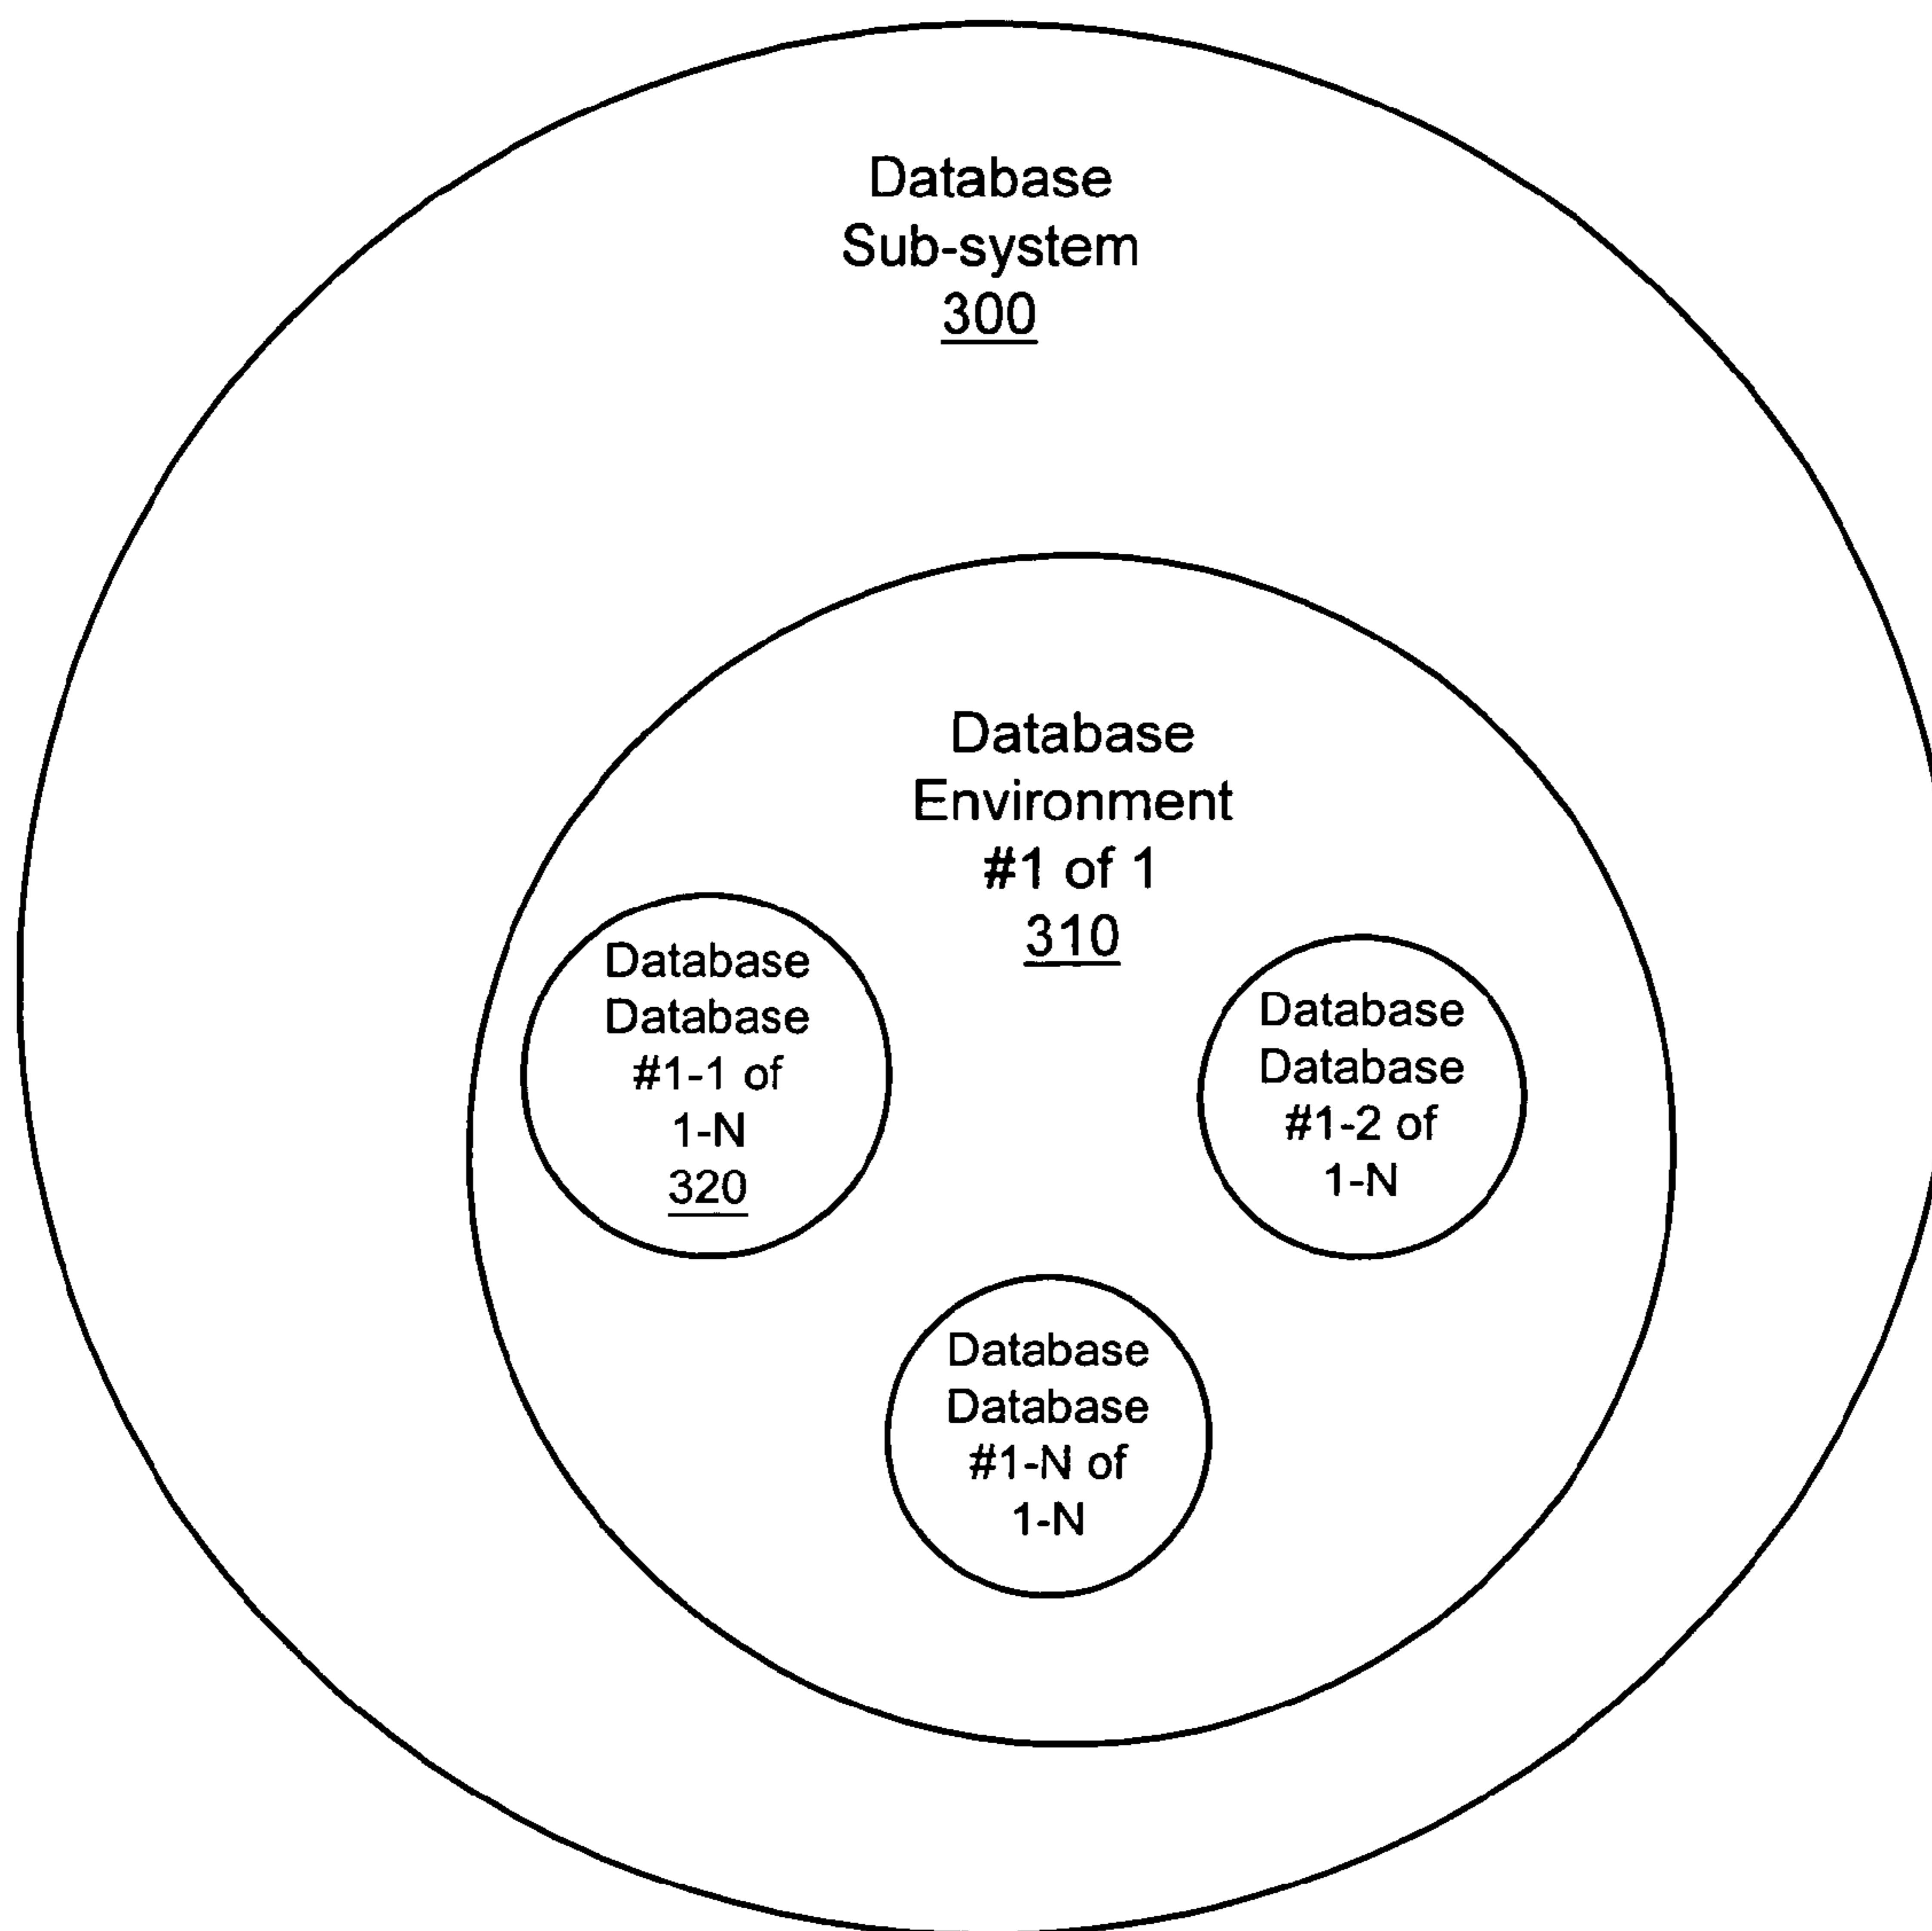 Database
Sub-system
300
Database
Environment
#1 of 1
310
Database
Database
#1-1 of
1-N
320
Database
Database
#1-2 of
1-N
Database
Database
#1-N of
1-N